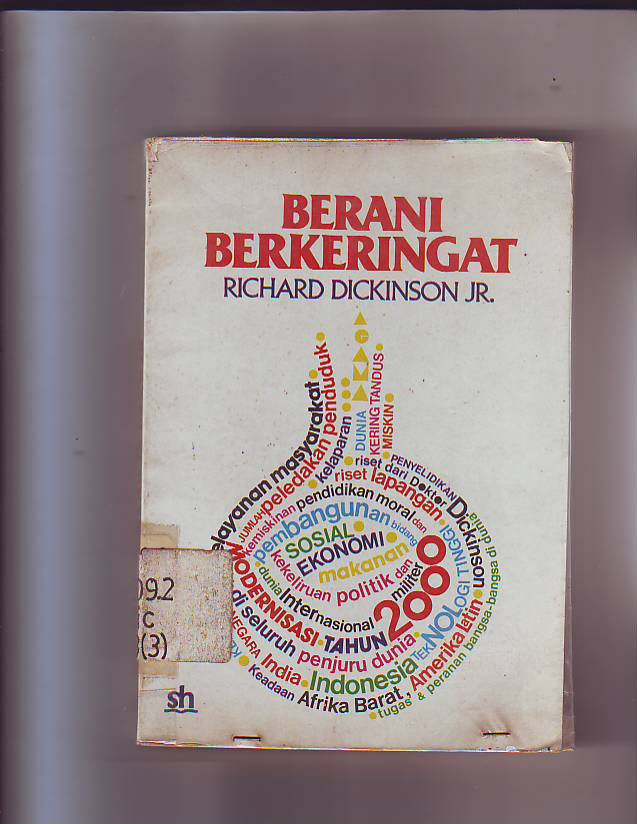 BERANI
BERKERINGAT
RICHARD DICKINSON JR.
elayanan masyarakat
JUMLAH peledakan penduduk
kemiskinan pendidikan moral dan
kelaparan
DUNIA
KERING TANDUS
MISKIN
PENYELIDIKAN
riset dari Doktor Dickinson
riset lapangan
pembangunan bidang
SOSIAL
EKONOMI
makanan
kekeliruan politik dan militer
dunia Internasional
MODERNISASI TAHUN 2000
di seluruh penjuru dunia
TEKNOLOGI TINGGI
NEGARA India Indonesia
Amerika latin
Keadaan Afrika Barat,
tugas & peranan bangsa-bangsa di dunia
09.2
C
(3)
sh